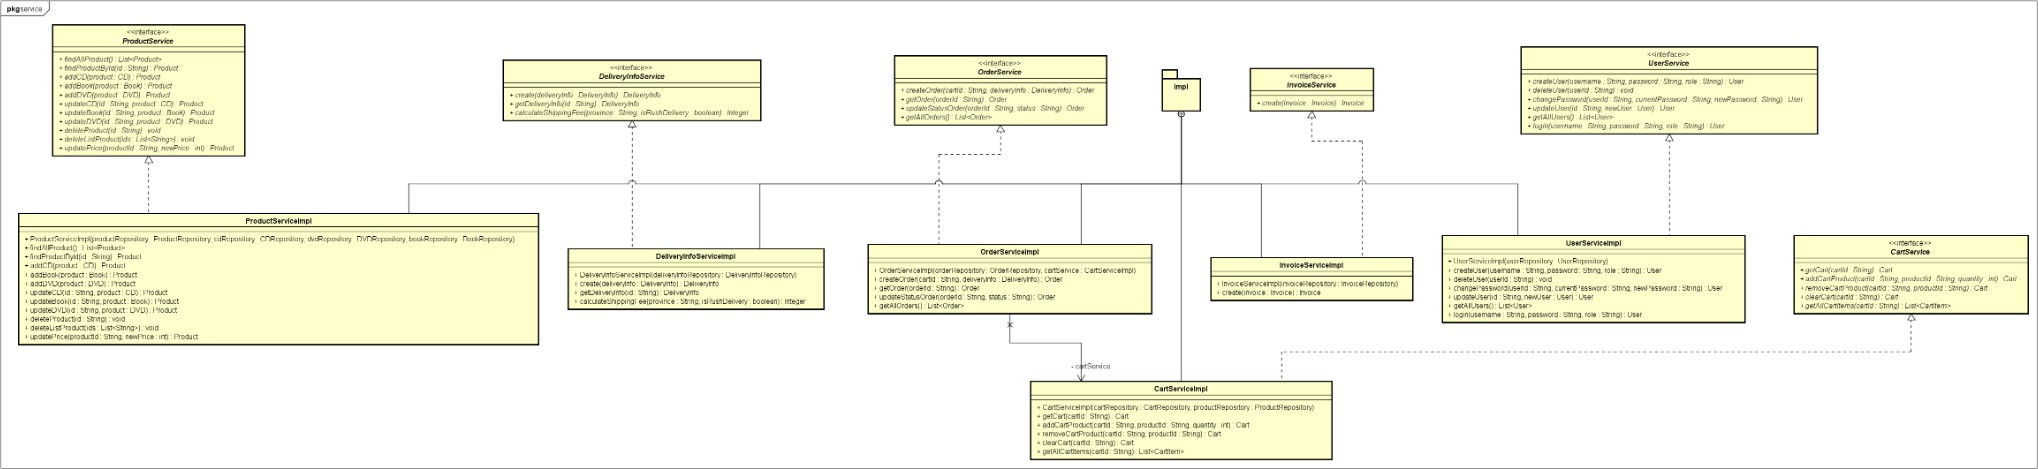 pkg service
<<interface>>
ProductService
+ findAllProduct() : List<Product>
+ findProductById(id : String) : Product
+ addCD(product : CD) : Product
+ addBook(product : Book) : Product
+ addDVD(product : DVD) : Product
+ updateCD(id : String, product : CD) : Product
+ updateBook(id : String, product : Book) : Product
+ updateDVD(id : String, product : DVD) : Product
+ deleteProduct(id : String) : void
+ deleteListProduct(ids : List<String>) : void
+ updatePrice(productId : String, newPrice : int) : Product
<<interface>>
DeliveryInfoService
+ create(deliveryInfo : DeliveryInfo) : DeliveryInfo
+ getDeliveryInfo(id : String) : DeliveryInfo
+ calculateShippingFee(province : String, isRushDelivery : boolean) : Integer
<<interface>>
OrderService
+ createOrder(cartId : String, deliveryInfo : DeliveryInfo) : Order
+ getOrder(orderId : String) : Order
+ updateStatusOrder(orderId : String, status : String) : Order
+ getAllOrders() : List<Order>
impl
<<interface>>
InvoiceService
+ create(invoice : Invoice) : Invoice
<<interface>>
UserService
+ createUser(username : String, password : String, role : String) : User
+ deleteUser(userId : String) : void
+ changePassword(userId : String, currentPassword : String, newPassword : String) : User
+ updateUser(id : String, newUser : User) : User
+ getAllUsers() : List<User>
+ login(username : String, password : String, role : String) : User
ProductServiceImpl
+ ProductServiceImpl(productRepository : ProductRepository, cdRepository : CDRepository, dvdRepository : DVDRepository, bookRepository : BookRepository)
+ findAllProduct() : List<Product>
+ findProductById(id : String) : Product
+ addCD(product : CD) : Product
+ addBook(product : Book) : Product
+ addDVD(product : DVD) : Product
+ updateCD(id : String, product : CD) : Product
+ updateBook(id : String, product : Book) : Product
+ updateDVD(id : String, product : DVD) : Product
+ deleteProduct(id : String) : void
+ deleteListProduct(ids : List<String>) : void
+ updatePrice(productId : String, newPrice : int) : Product
DeliveryInfoServiceImpl
+ DeliveryInfoServiceImpl(deliveryInfoRepository : DeliveryInfoRepository)
+ create(deliveryInfo : DeliveryInfo) : DeliveryInfo
+ getDeliveryInfo(id : String) : DeliveryInfo
+ calculateShippingFee(province : String, isRushDelivery : boolean) : Integer
OrderServiceImpl
+ OrderServiceImpl(orderRepository : OrderRepository, cartService : CartServiceImpl)
+ createOrder(cartId : String, deliveryInfo : DeliveryInfo) : Order
+ getOrder(orderId : String) : Order
+ updateStatusOrder(orderId : String, status : String) : Order
+ getAllOrders() : List<Order>
InvoiceServiceImpl
+ InvoiceServiceImpl(invoiceRepository : InvoiceRepository)
+ create(invoice : Invoice) : Invoice
UserServiceImpl
+ UserServiceImpl(userRepository : UserRepository)
+ createUser(username : String, password : String, role : String) : User
+ deleteUser(userId : String) : void
+ changePassword(userId : String, currentPassword : String, newPassword : String) : User
+ updateUser(id : String, newUser : User) : User
+ getAllUsers() : List<User>
+ login(username : String, password : String, role : String) : User
<<interface>>
CartService
+ getCart(cartId : String) : Cart
+ addCartProduct(cartId : String, productId : String, quantity : int) : Cart
+ removeCartProduct(cartId : String, productId : String) : Cart
+ clearCart(cartId : String) : Cart
+ getAllCartItems(cartId : String) : List<CartItem>
- cartService
CartServiceImpl
+ CartServiceImpl(cartRepository : CartRepository, productRepository : ProductRepository)
+ getCart(cartId : String) : Cart
+ addCartProduct(cartId : String, productId : String, quantity : int) : Cart
+ removeCartProduct(cartId : String, productId : String) : Cart
+ clearCart(cartId : String) : Cart
+ getAllCartItems(cartId : String) : List<CartItem>